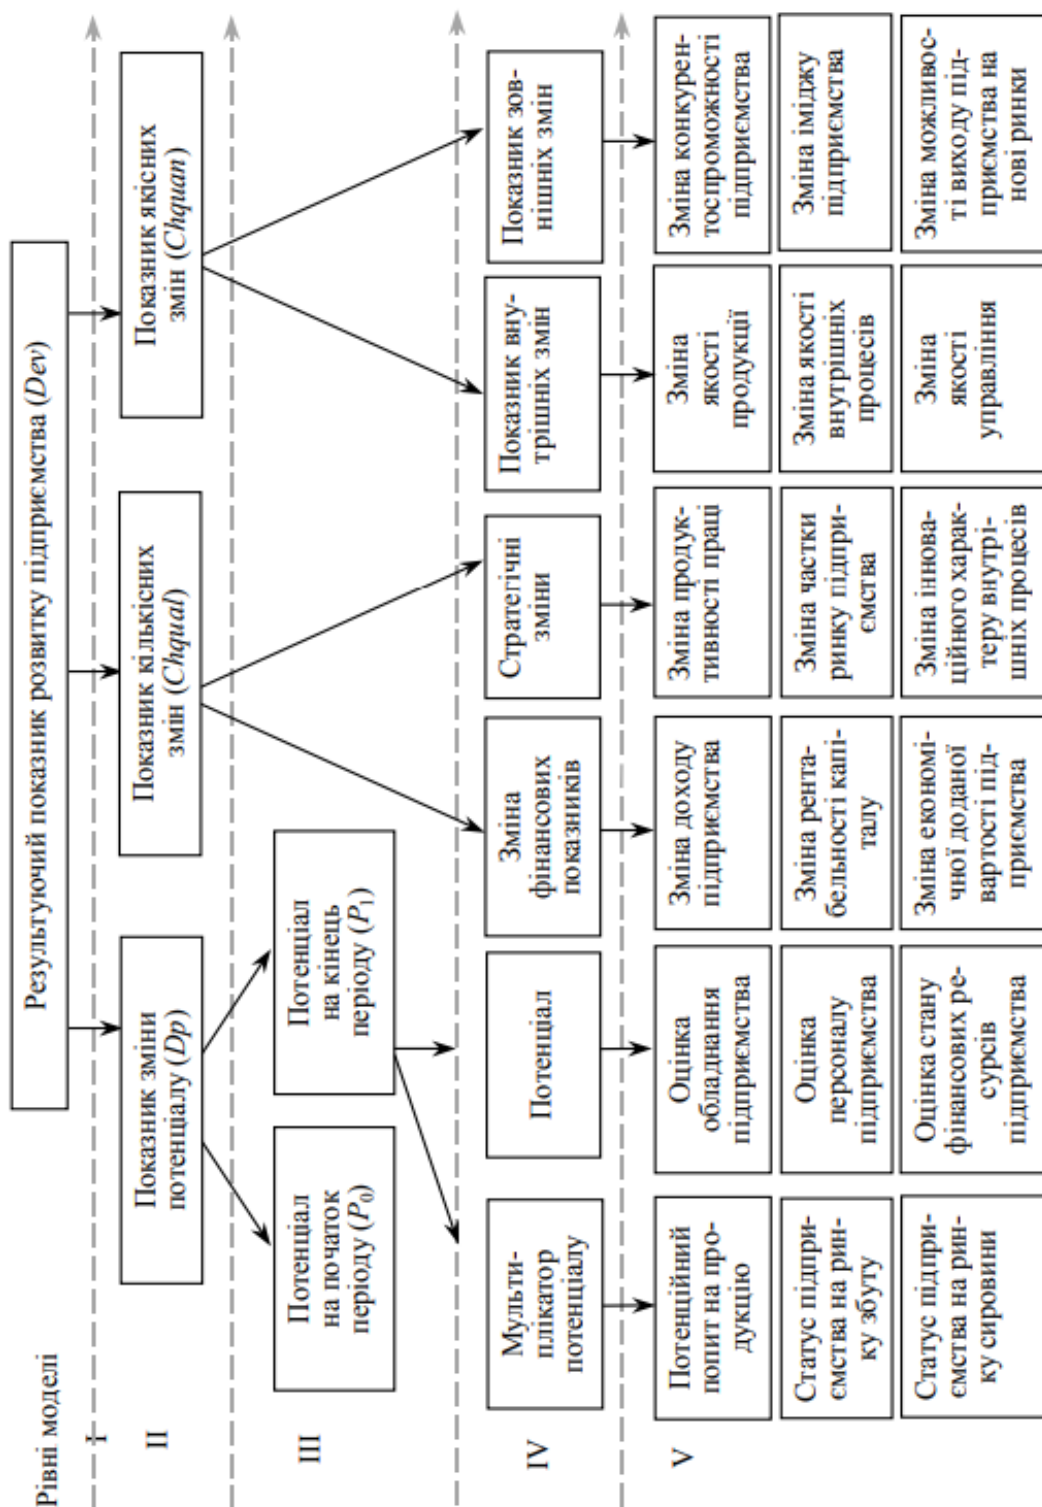 Рівні моделі
I
Результуючий показник розвитку підприємства (Dev)
II
Показник зміни
потенціалу (Dp)
Показник кількісних
змін (Chqual)
Показник якісних
змін (Chquan)
III
Потенціал
на початок
періоду (P₀)
Потенціал
на кінець
періоду (P₁)
IV
Мульти-
плікатор
потенціалу
Потенціал
Зміна
фінансових
показників
Стратегічні
зміни
Показник вну-
трішніх змін
Показник зов-
нішніх змін
V
Потенційний
попит на про-
дукцію
Оцінка
обладнання
підприємства
Зміна доходу
підприємства
Зміна продук-
тивності праці
Зміна
якості
продукції
Зміна конкурен-
тоспроможності
підприємства
Статус підпри-
ємства на рин-
ку збуту
Оцінка
персоналу
підприємства
Зміна рента-
бельності капі-
талу
Зміна частки
ринку підпри-
ємства
Зміна якості
внутрішніх
процесів
Зміна іміджу
підприємства
Статус підпри-
ємства на рин-
ку сировини
Оцінка стану
фінансових ре-
сурсів
підприємства
Зміна економі-
чної доданої
вартості під-
приємства
Зміна іннова-
ційного харак-
теру внутрі-
шніх процесів
Зміна
якості
управління
Зміна можливос-
ті виходу під-
приємства на
нові ринки